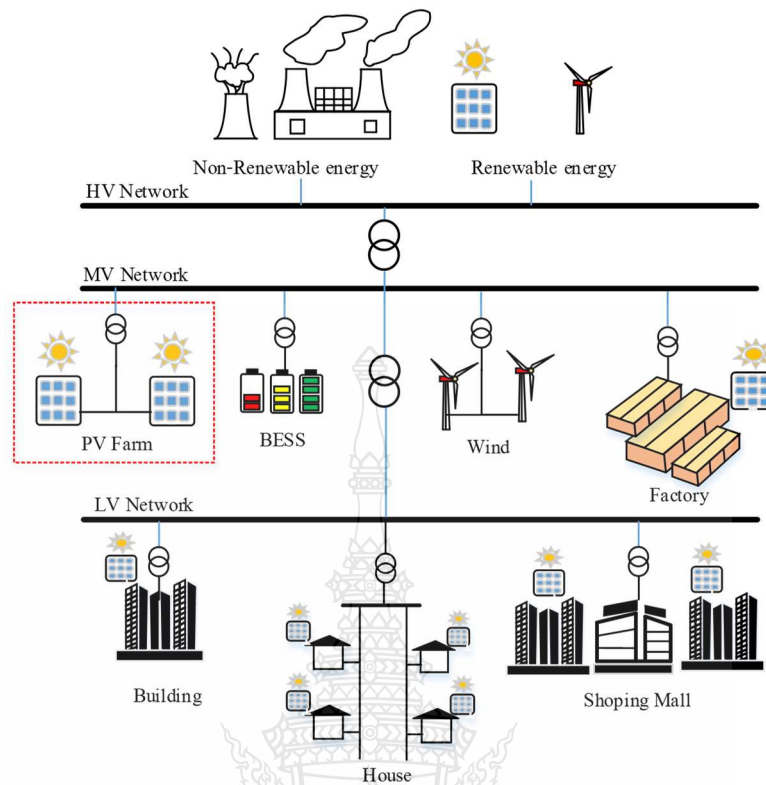 Non-Renewable energy
Renewable energy
HV Network
MV Network
PV Farm
BESS
Wind
Factory
LV Network
Building
House
Shoping Mall